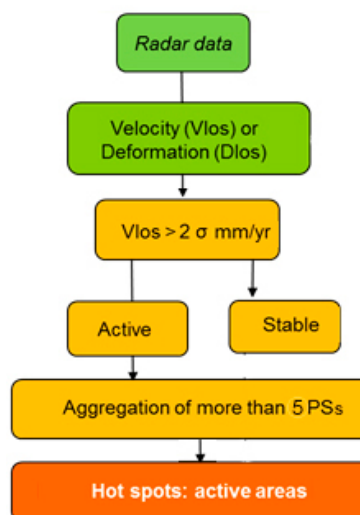 Radar data
Velocity (Vlos) or
Deformation (Dlos)
Vlos > 2 σ mm/yr
Active
Stable
Aggregation of more than 5 PSs
Hot spots: active areas